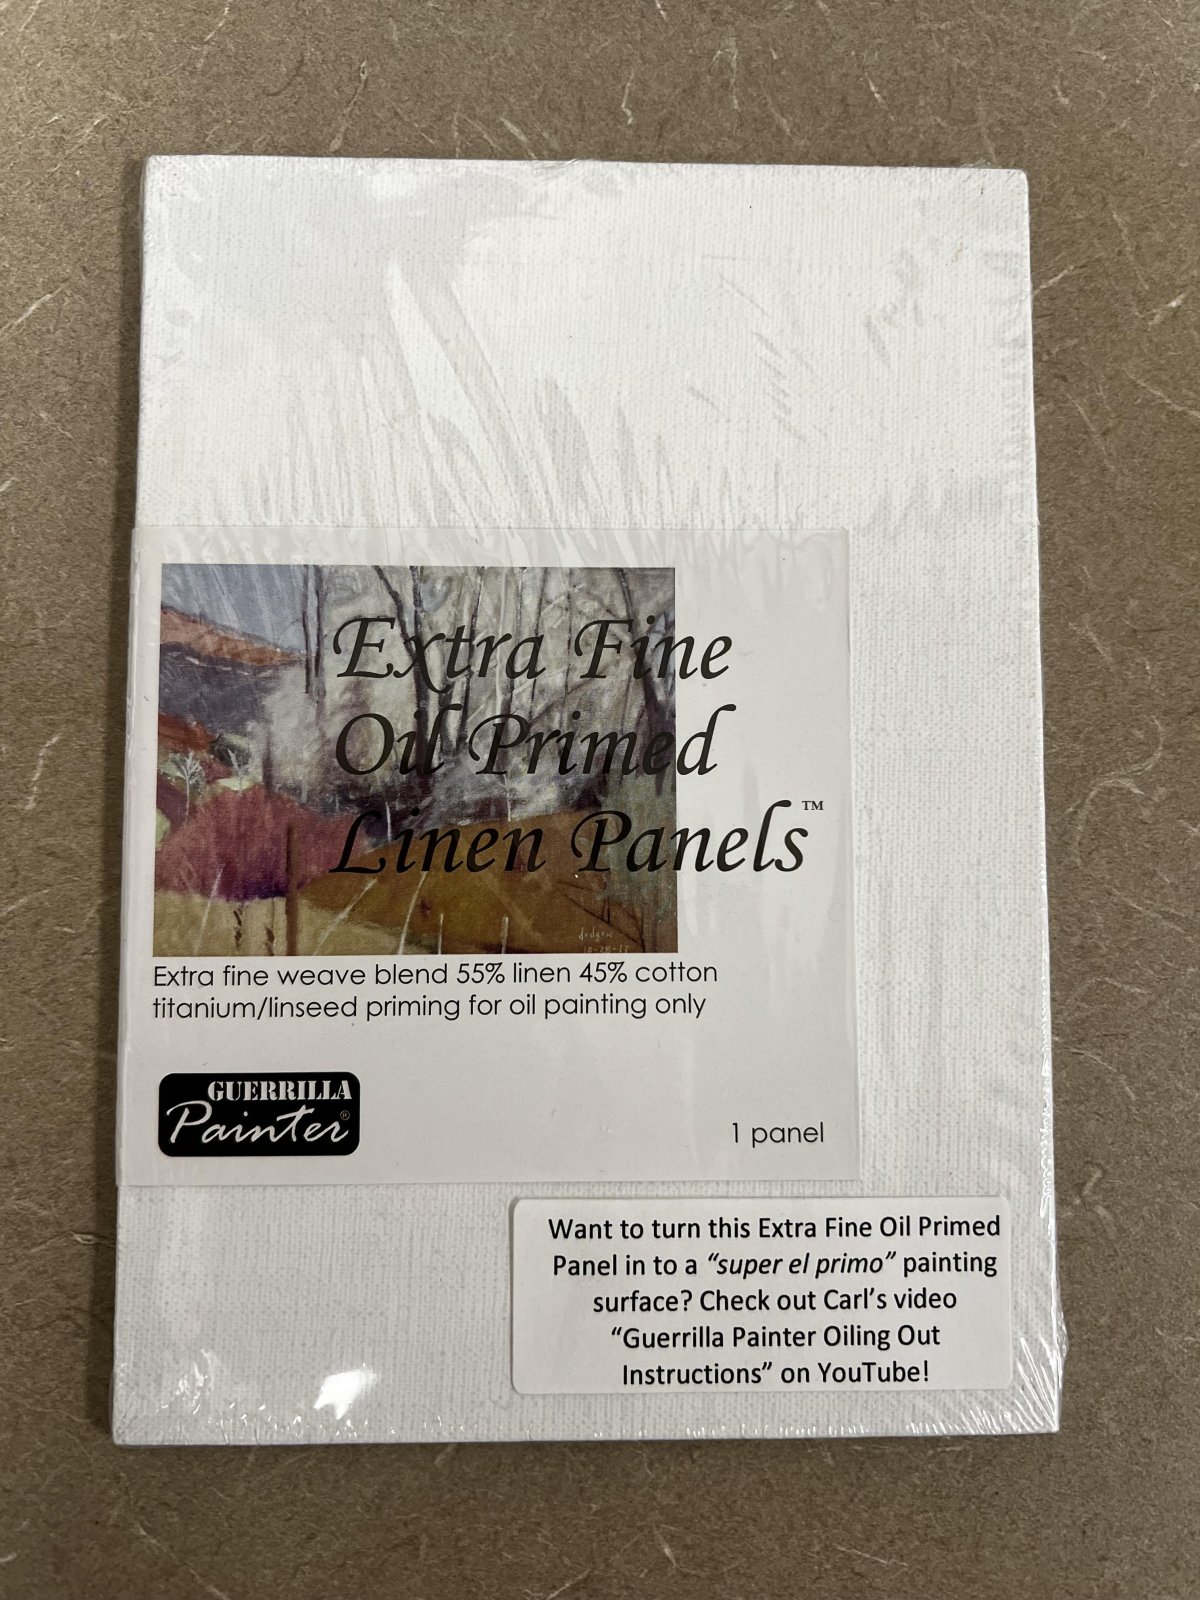 Extra Fine
Oil Primed
Linen Panels™
dodson
Extra fine weave blend 55% linen 45% cotton
titanium/linseed priming for oil painting only
GUERRILLA
Painter®
1 panel
Want to turn this Extra Fine Oil Primed
Panel in to a “super el primo” painting
surface? Check out Carl’s video
“Guerrilla Painter Oiling Out
Instructions” on YouTube!